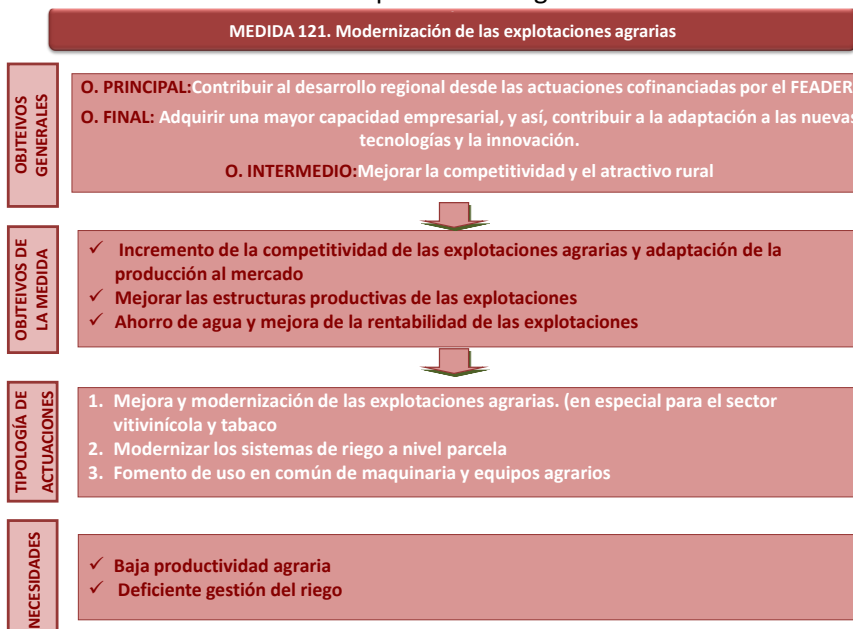 MEDIDA 121. Modernización de las explotaciones agrarias
OBJTEIVOS
GENERALES
O. PRINCIPAL:Contribuir al desarrollo regional desde las actuaciones cofinanciadas por el FEADER
O. FINAL: Adquirir una mayor capacidad empresarial, y así, contribuir a la adaptación a las nuevas
tecnologías y la innovación.
O. INTERMEDIO:Mejorar la competitividad y el atractivo rural
OBJTEIVOS DE
LA MEDIDA
✓ Incremento de la competitividad de las explotaciones agrarias y adaptación de la
producción al mercado
✓ Mejorar las estructuras productivas de las explotaciones
✓ Ahorro de agua y mejora de la rentabilidad de las explotaciones
TIPOLOGÍA DE
ACTUACIONES
1. Mejora y modernización de las explotaciones agrarias. (en especial para el sector
vitivinícola y tabaco
2. Modernizar los sistemas de riego a nivel parcela
3. Fomento de uso en común de maquinaria y equipos agrarios
NECESIDADES
✓ Baja productividad agraria
✓ Deficiente gestión del riego